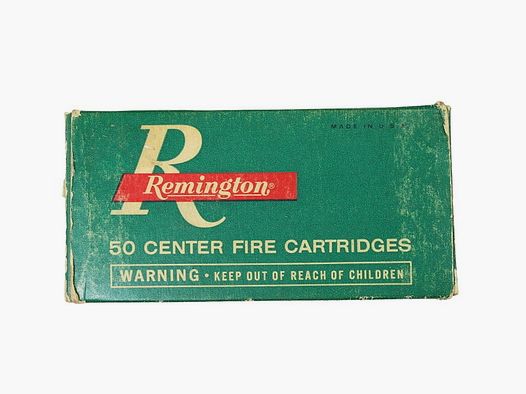 MADE IN U.S.
R
Remington®
50 CENTER FIRE CARTRIDGES
WARNING • KEEP OUT OF REACH OF CHILDREN